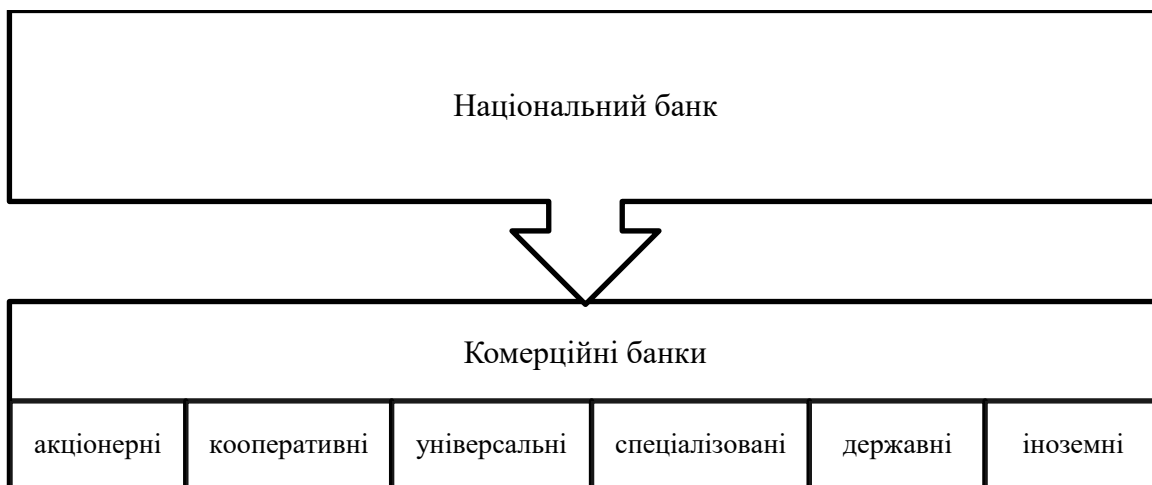 Національний банк
Комерційні банки
акціонерні кооперативні універсальні спеціалізовані державні іноземні